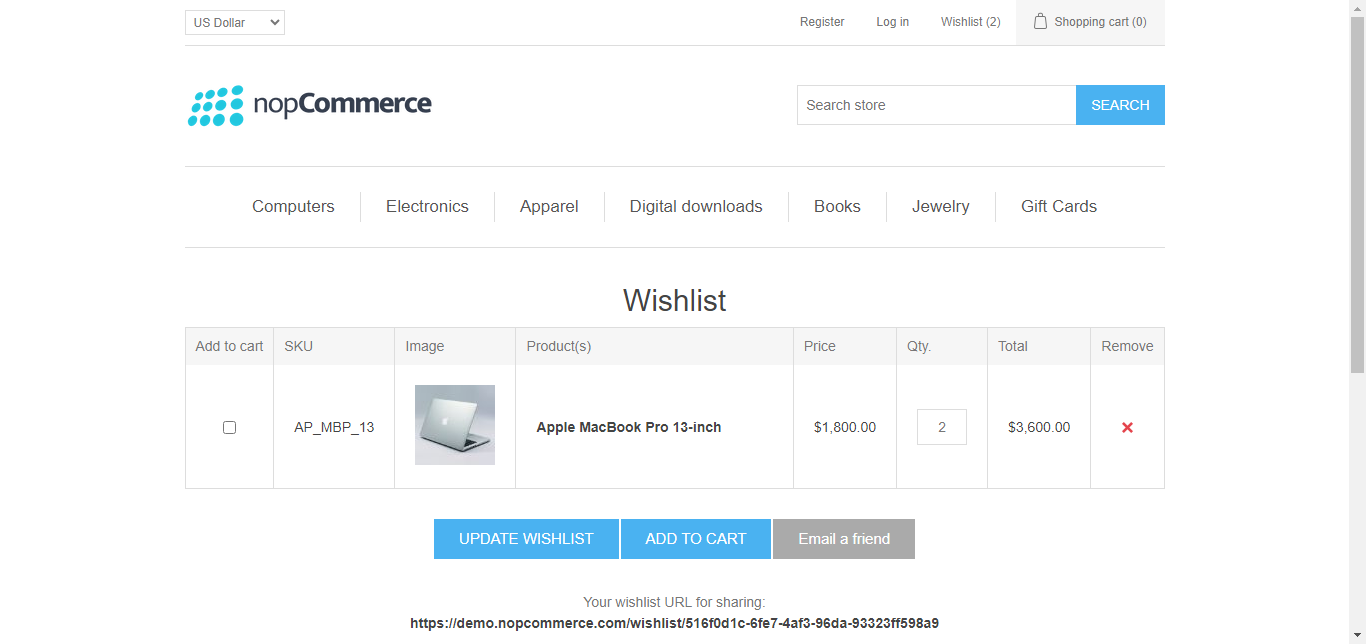 US Dollar
Register Log in Wishlist (2) Shopping cart (0)
nopCommerce
Search store
SEARCH
Computers Electronics Apparel Digital downloads Books Jewelry Gift Cards
Wishlist
Add to cart SKU Image Product(s) Price Qty. Total Remove
AP_MBP_13 Apple MacBook Pro 13-inch $1,800.00 2 $3,600.00
UPDATE WISHLIST ADD TO CART Email a friend
Your wishlist URL for sharing:
https://demo.nopcommerce.com/wishlist/516f0d1c-6fe7-4af3-96da-93323ff598a9